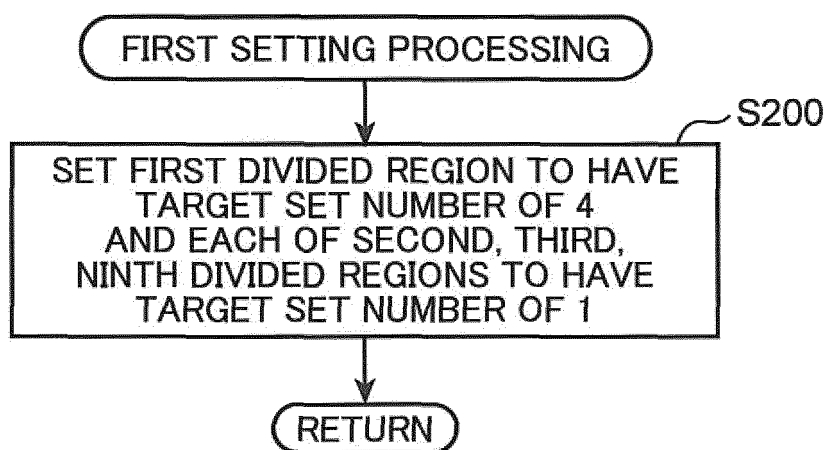 FIRST SETTING PROCESSING
S200
SET FIRST DIVIDED REGION TO HAVE
TARGET SET NUMBER OF 4
AND EACH OF SECOND, THIRD,
NINTH DIVIDED REGIONS TO HAVE
TARGET SET NUMBER OF 1
RETURN